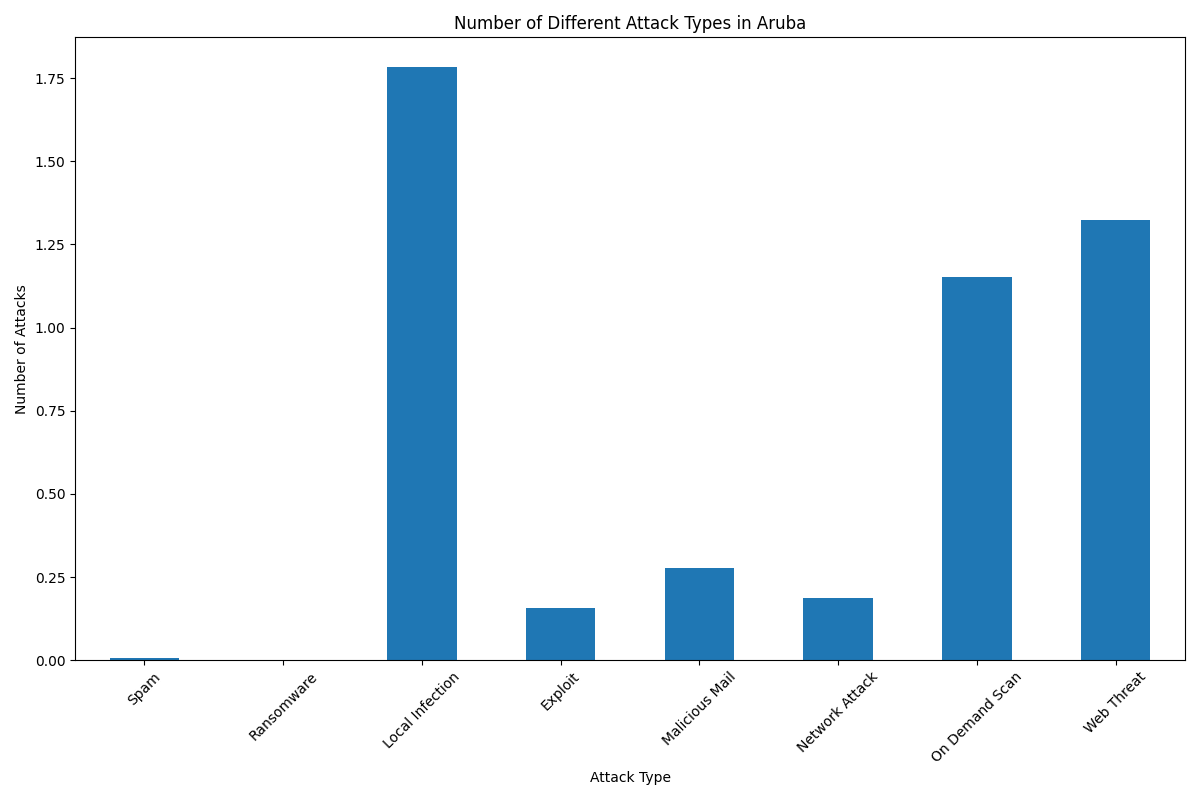 Number of Different Attack Types in Aruba
Number of Attacks
1.75
1.50
1.25
1.00
0.75
0.50
0.25
0.00
Spam
Ransomware
Local Infection
Exploit
Malicious Mail
Network Attack
On Demand Scan
Web Threat
Attack Type